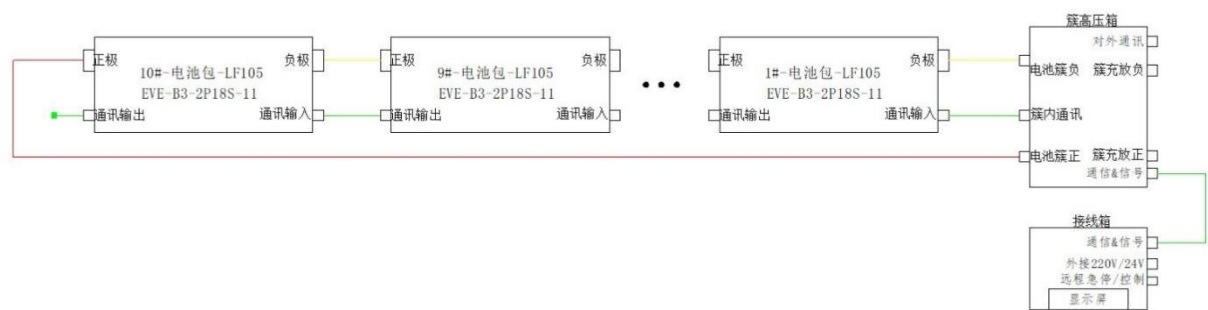 正极
10#-电池包-LF105
EVE-B3-2P18S-11
负极
通讯输出
通讯输入
正极
9#-电池包-LF105
EVE-B3-2P18S-11
负极
通讯输出
通讯输入
•••
正极
1#-电池包-LF105
EVE-B3-2P18S-11
负极
通讯输出
通讯输入
簇高压箱
对外通讯
电池簇负 簇充放负
簇内通讯
电池簇正 簇充放正
通信&信号
接线箱
通信&信号
外接220V/24V
远程急停/控制
显示屏